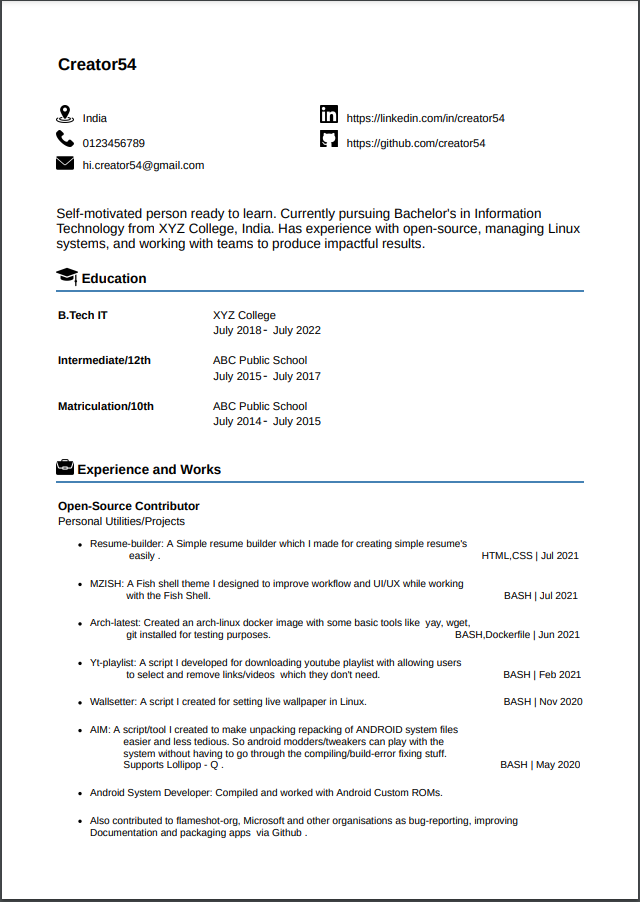 Creator54
India
https://linkedin.com/in/creator54
0123456789
https://github.com/creator54
hi.creator54@gmail.com
Self-motivated person ready to learn. Currently pursuing Bachelor's in Information
Technology from XYZ College, India. Has experience with open-source, managing Linux
systems, and working with teams to produce impactful results.
Education
B.Tech IT XYZ College
July 2018 - July 2022
Intermediate/12th ABC Public School
July 2015 - July 2017
Matriculation/10th ABC Public School
July 2014 - July 2015
Experience and Works
Open-Source Contributor
Personal Utilities/Projects
• Resume-builder: A Simple resume builder which I made for creating simple resume's
easily . HTML,CSS | Jul 2021
• MZISH: A Fish shell theme I designed to improve workflow and UI/UX while working
with the Fish Shell. BASH | Jul 2021
• Arch-latest: Created an arch-linux docker image with some basic tools like yay, wget,
git installed for testing purposes. BASH,Dockerfile | Jun 2021
• Yt-playlist: A script I developed for downloading youtube playlist with allowing users
to select and remove links/videos which they don't need. BASH | Feb 2021
• Wallsetter: A script I created for setting live wallpaper in Linux. BASH | Nov 2020
• AIM: A script/tool I created to make unpacking repacking of ANDROID system files
easier and less tedious. So android modders/tweakers can play with the
system without having to go through the compiling/build-error fixing stuff.
Supports Lollipop - Q . BASH | May 2020
• Android System Developer: Compiled and worked with Android Custom ROMs.
• Also contributed to flameshot-org, Microsoft and other organisations as bug-reporting, improving
Documentation and packaging apps via Github .